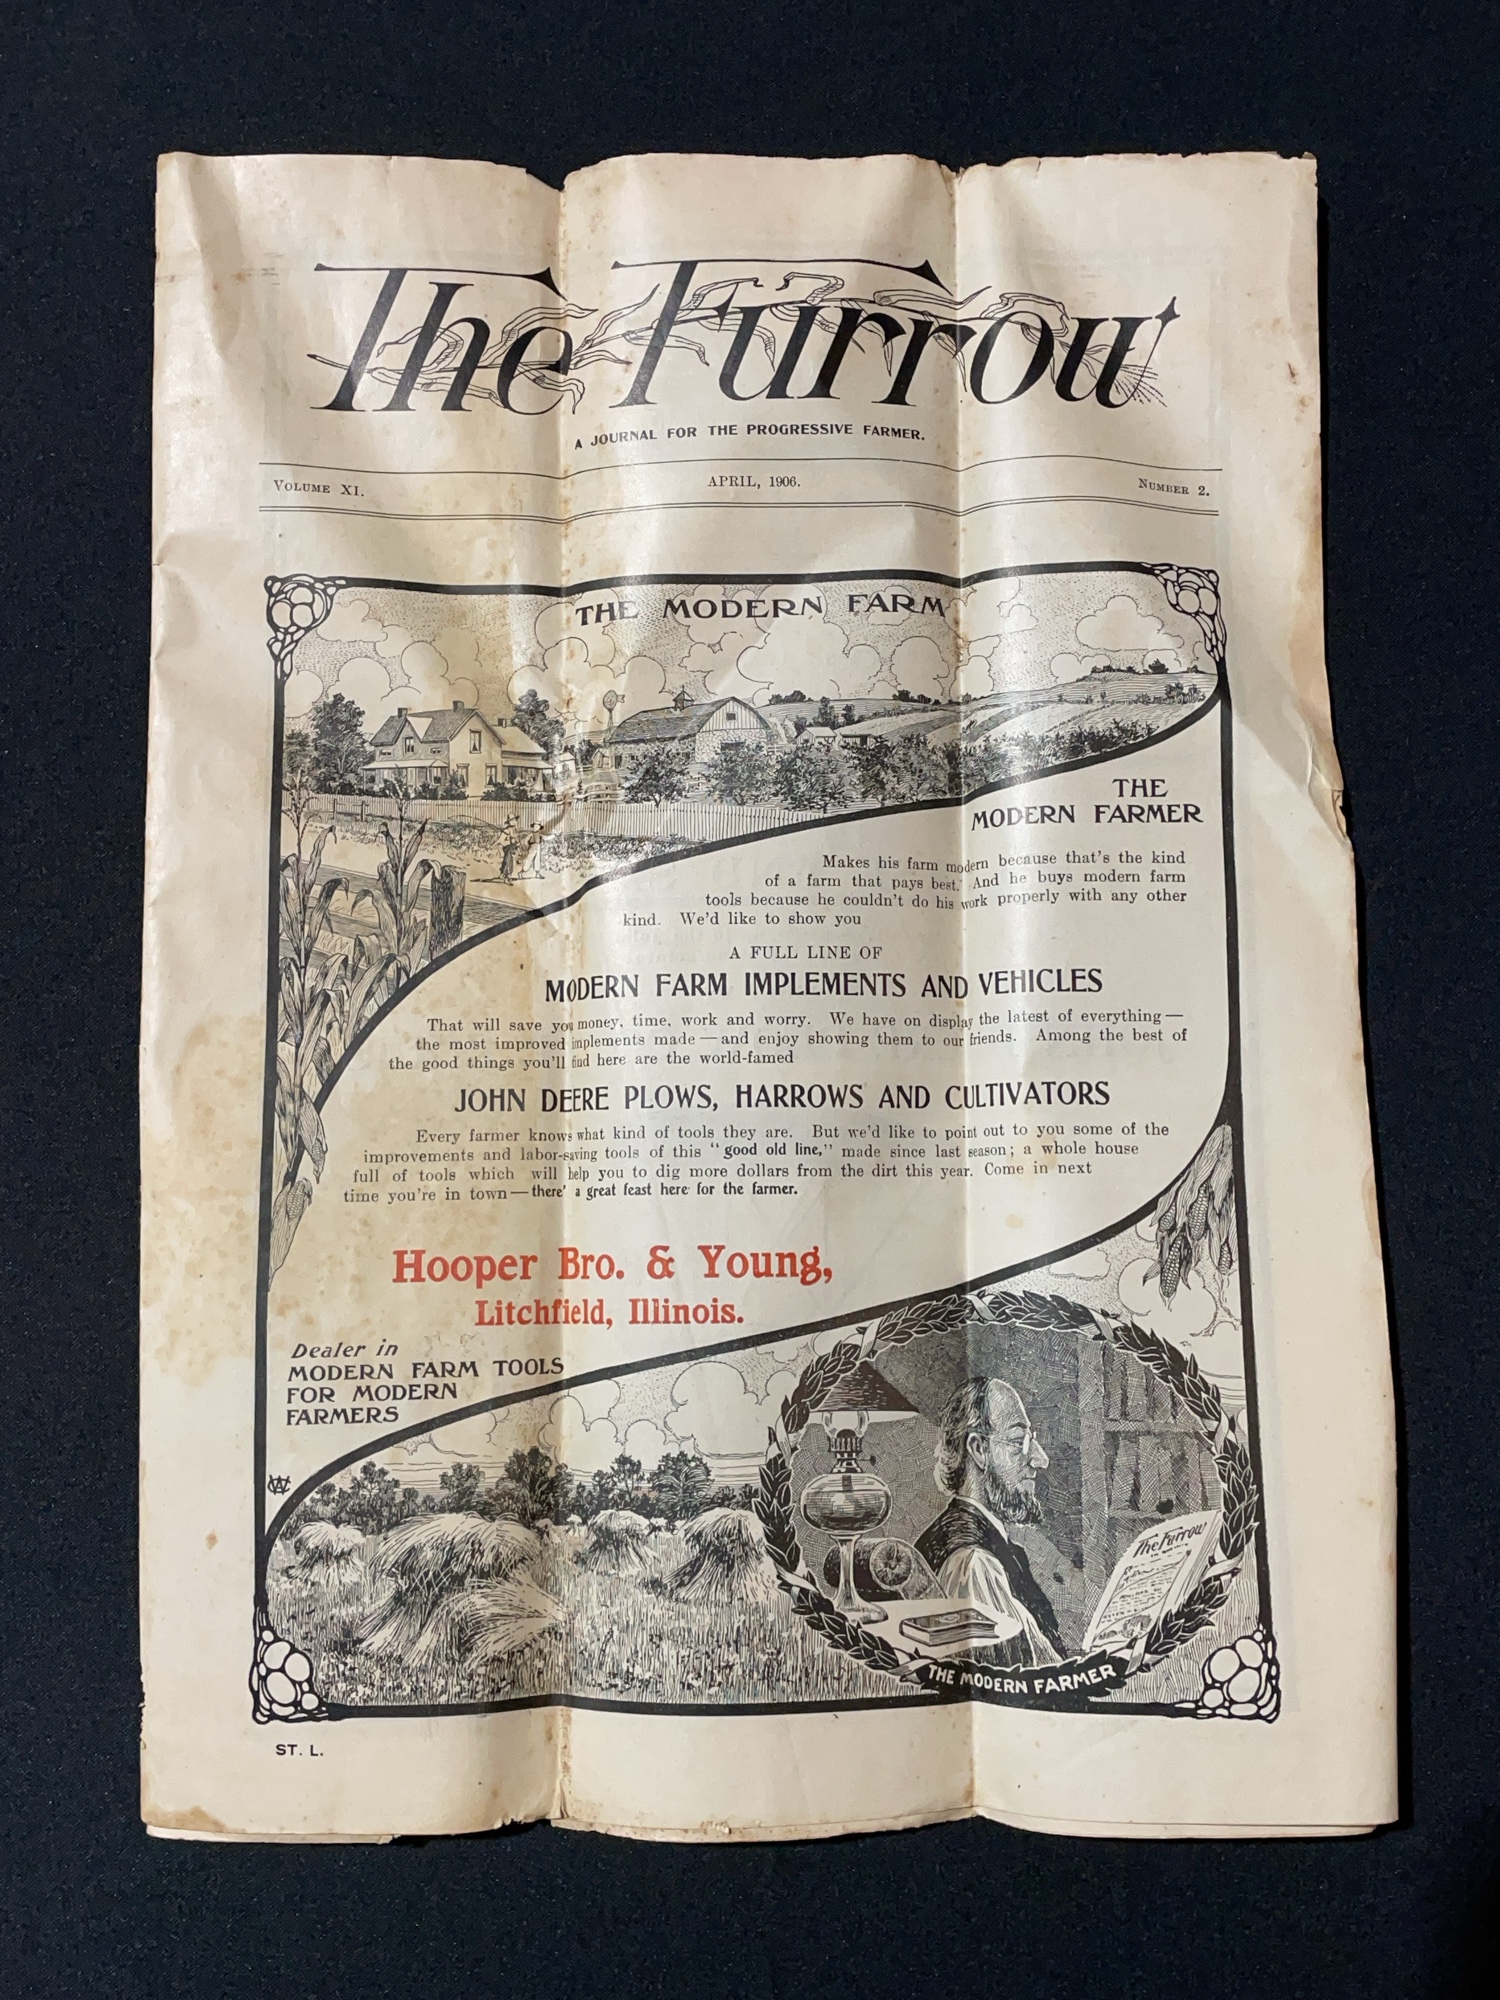 The Furrow
A JOURNAL FOR THE PROGRESSIVE FARMER.
VOLUME XI.
APRIL, 1906.
NUMBER 2.
THE MODERN FARM
THE
MODERN FARMER
Makes his farm modern because that's the kind
of a farm that pays best. And he buys modern farm
tools because he couldn't do his work properly with any other
kind. We'd like to show you
A FULL LINE OF
MODERN FARM IMPLEMENTS AND VEHICLES
That will save you money, time, work and worry. We have on display the latest of everything—
the most improved implements made—and enjoy showing them to our friends. Among the best of
the good things you'll find here are the world-famed
JOHN DEERE PLOWS, HARROWS AND CULTIVATORS
Every farmer knows what kind of tools they are. But we'd like to point out to you some of the
improvements and labor-saving tools of this "good old line," made since last season; a whole house
full of tools which will help you to dig more dollars from the dirt this year. Come in next
time you're in town—there' a great feast here for the farmer.
Hooper Bro. & Young,
Litchfield, Illinois.
Dealer in
MODERN FARM TOOLS
FOR MODERN
FARMERS
The Furrow
THE MODERN FARMER
ST. L.